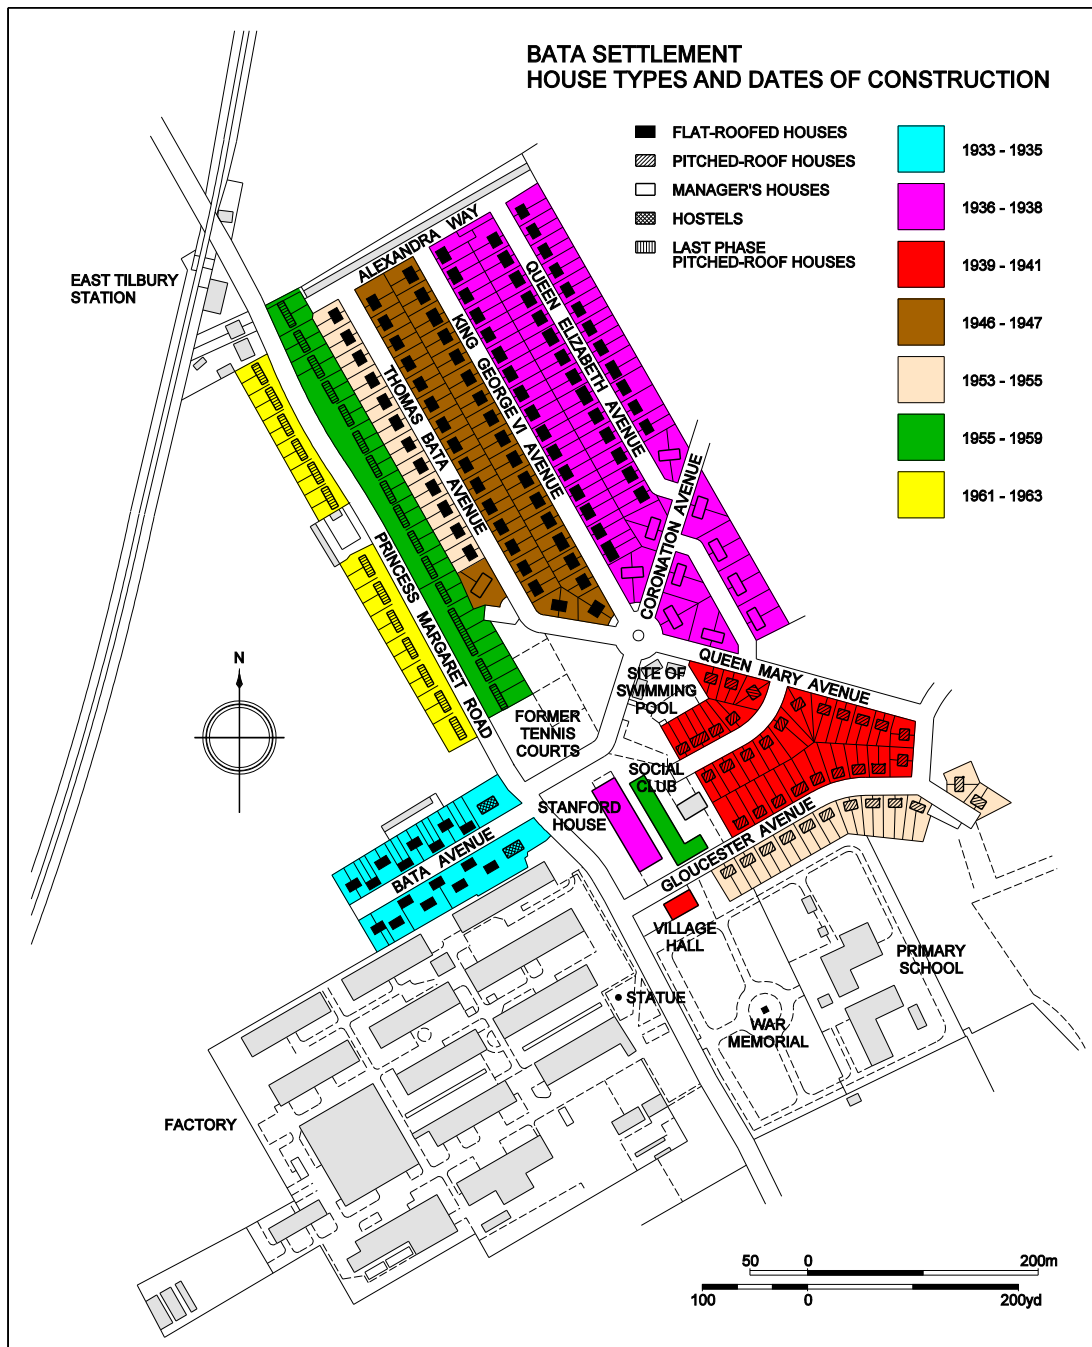 BATA SETTLEMENT
HOUSE TYPES AND DATES OF CONSTRUCTION
FLAT-ROOFED HOUSES
PITCHED-ROOF HOUSES
MANAGER'S HOUSES
HOSTELS
LAST PHASE
PITCHED-ROOF HOUSES
1933 - 1935
1936 - 1938
1939 - 1941
1946 - 1947
1953 - 1955
1955 - 1959
1961 - 1963
EAST TILBURY
STATION
ALEXANDRA WAY
QUEEN ELIZABETH AVENUE
KING GEORGE VI AVENUE
THOMAS BATA AVENUE
CORONATION AVENUE
PRINCESS MARGARET ROAD
N
QUEEN MARY AVENUE
SITE OF
SWIMMING
POOL
FORMER
TENNIS
COURTS
SOCIAL
CLUB
STANFORD
HOUSE
BATA AVENUE
GLOUCESTER AVENUE
VILLAGE
HALL
PRIMARY
SCHOOL
STATUE
WAR
MEMORIAL
FACTORY
50 0 200m
100 0 200yd